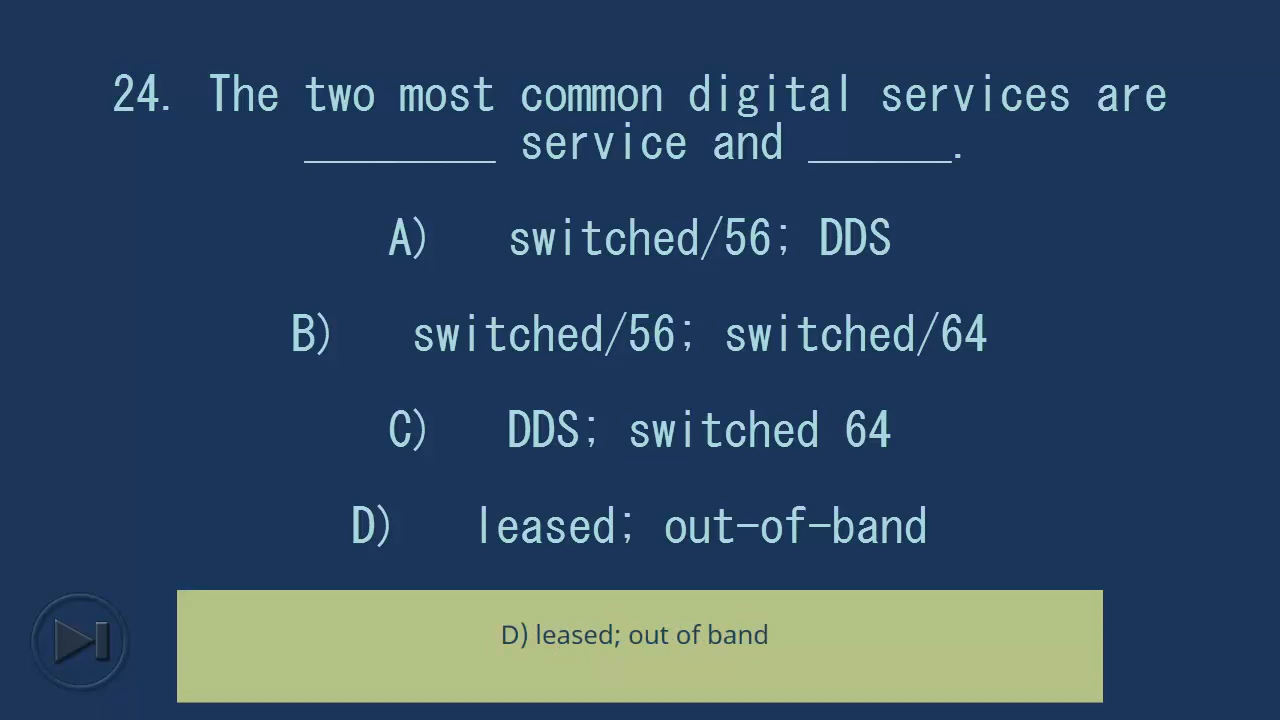 24. The two most common digital services are
________ service and ______.
A) switched/56; DDS
B) switched/56; switched/64
C) DDS; switched 64
D) leased; out-of-band
D) leased; out of band